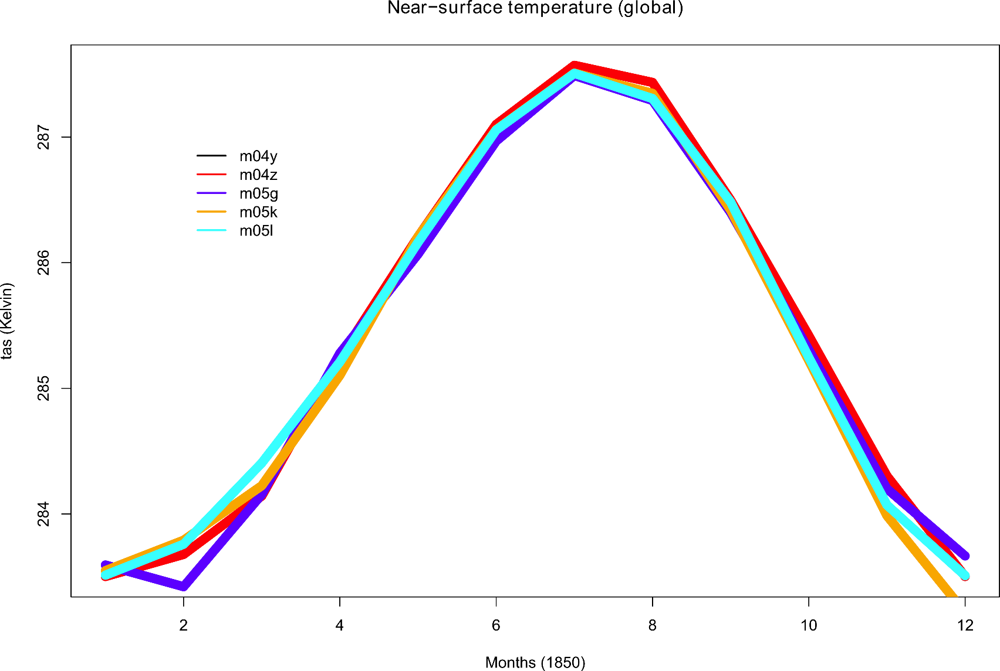 Near−surface temperature (global)
287
286
285
284
tas (Kelvin)
m04y
m04z
m05g
m05k
m05l
2 4 6 8 10 12
Months (1850)